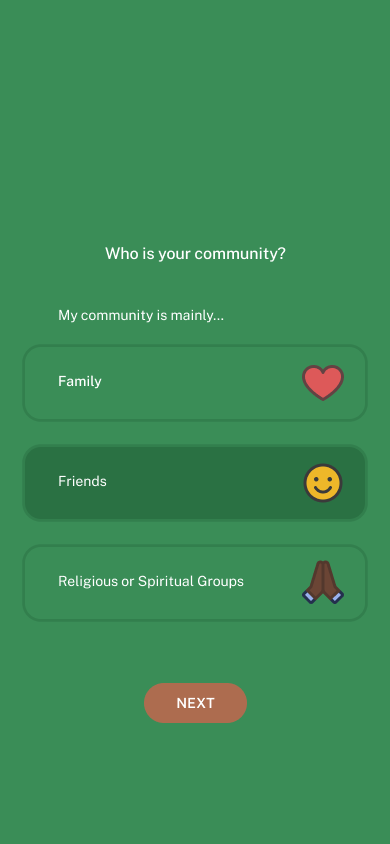 Who is your community?
My community is mainly...
Family
Friends
Religious or Spiritual Groups
NEXT